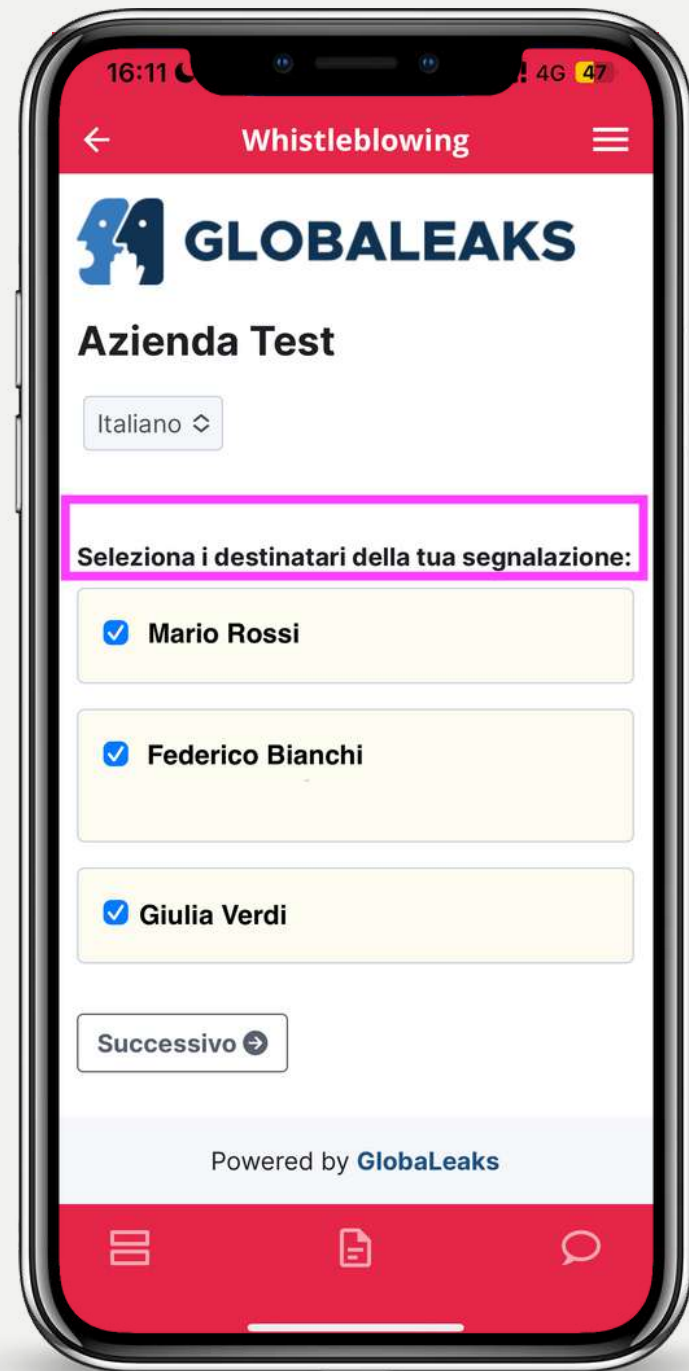 16:11
4G 47
Whistleblowing
GLOBALEAKS
Azienda Test
Italiano
Seleziona i destinatari della tua segnalazione:
Mario Rossi
Federico Bianchi
Giulia Verdi
Successivo
Powered by GlobaLeaks